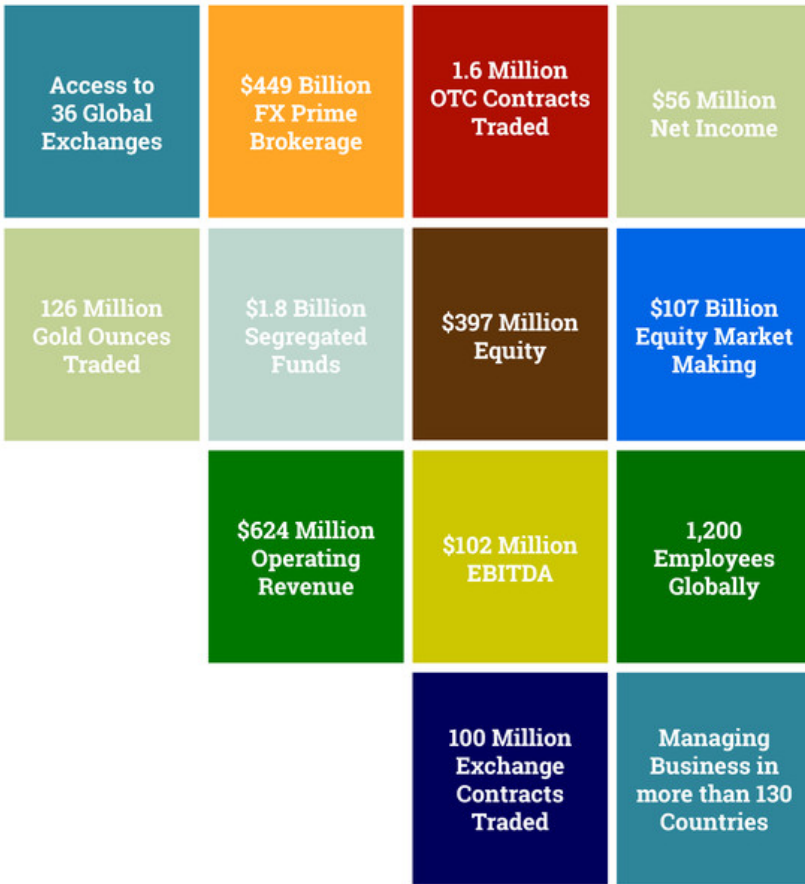 Access to
36 Global
Exchanges
$449 Billion
FX Prime
Brokerage
1.6 Million
OTC Contracts
Traded
$56 Million
Net Income
126 Million
Gold Ounces
Traded
$1.8 Billion
Segregated
Funds
$397 Million
Equity
$107 Billion
Equity Market
Making
$624 Million
Operating
Revenue
$102 Million
EBITDA
1,200
Employees
Globally
100 Million
Exchange
Contracts
Traded
Managing
Business in
more than 130
Countries